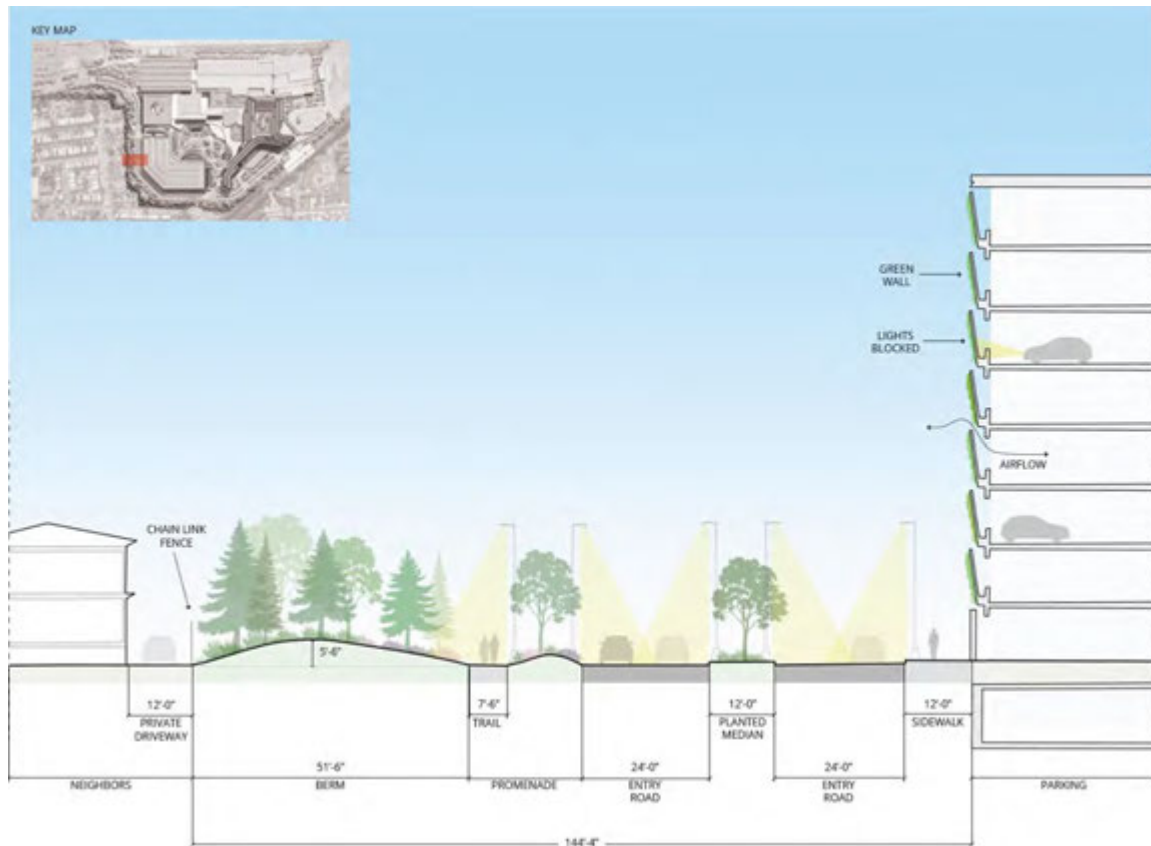 KEY MAP
GREEN
WALL
LIGHTS
BLOCKED
AIRFLOW
CHAIN LINK
FENCE
5'-6"
12'-0"
PRIVATE
DRIVEWAY
7'-6"
TRAIL
12'-0"
PLANTED
MEDIAN
12'-0"
SIDEWALK
NEIGHBORS
51'-6"
BERM
PROMENADE
24'-0"
ENTRY
ROAD
24'-0"
ENTRY
ROAD
PARKING
144'-4"